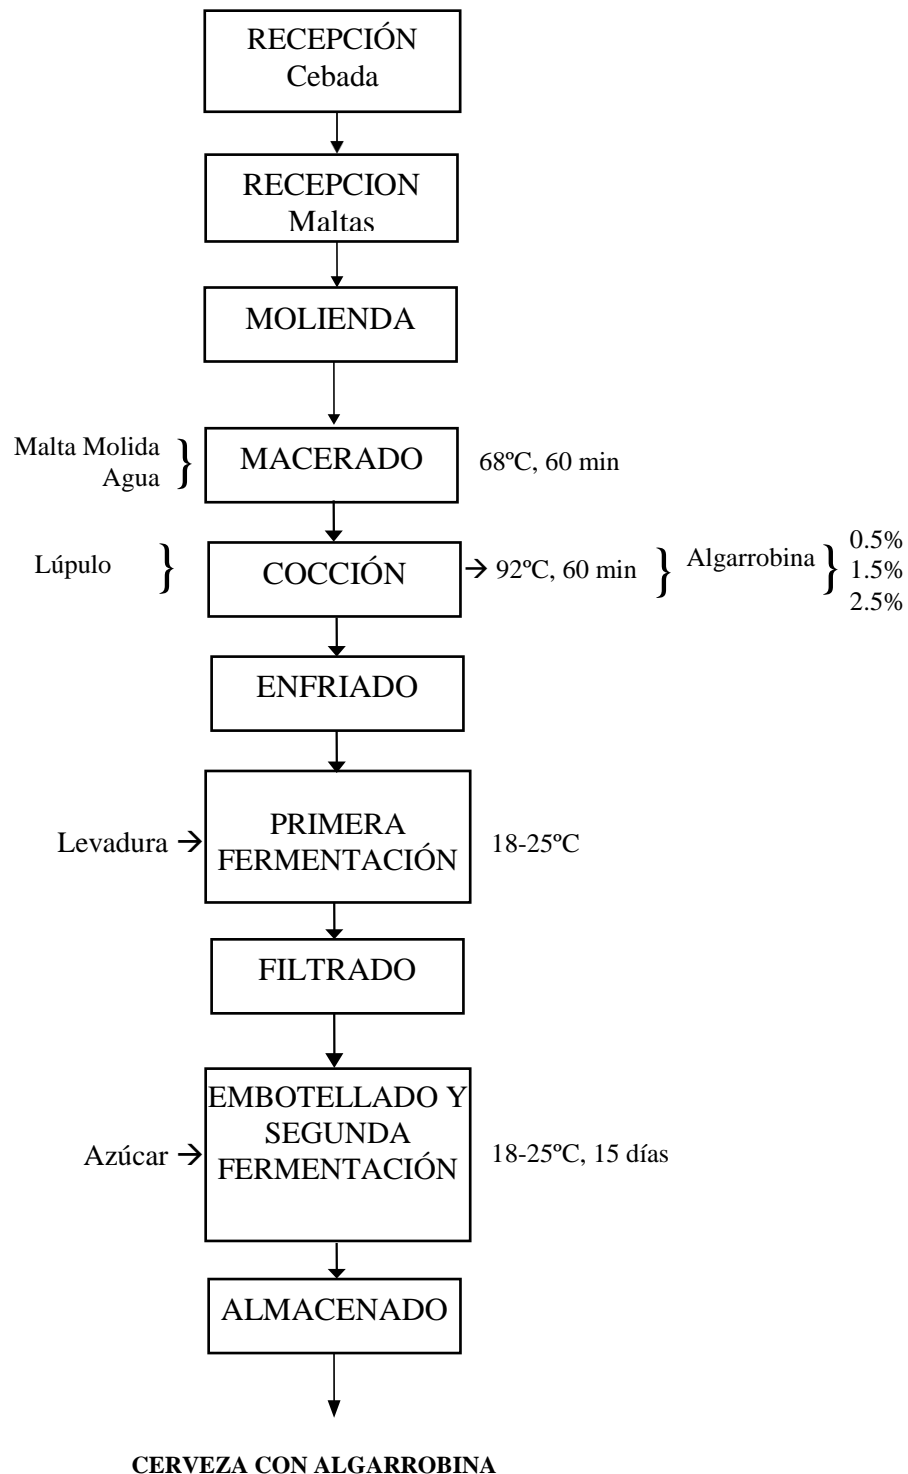 RECEPCIÓN
Cebada
RECEPCION
Maltas
MOLIENDA
Malta Molida
Agua
}
MACERADO
68ºC, 60 min
Lúpulo
}
COCCIÓN
→ 92ºC, 60 min } Algarrobina }
0.5%
1.5%
2.5%
ENFRIADO
Levadura →
PRIMERA
FERMENTACIÓN
18-25ºC
FILTRADO
Azúcar →
EMBOTELLADO Y
SEGUNDA
FERMENTACIÓN
18-25ºC, 15 días
ALMACENADO
CERVEZA CON ALGARROBINA